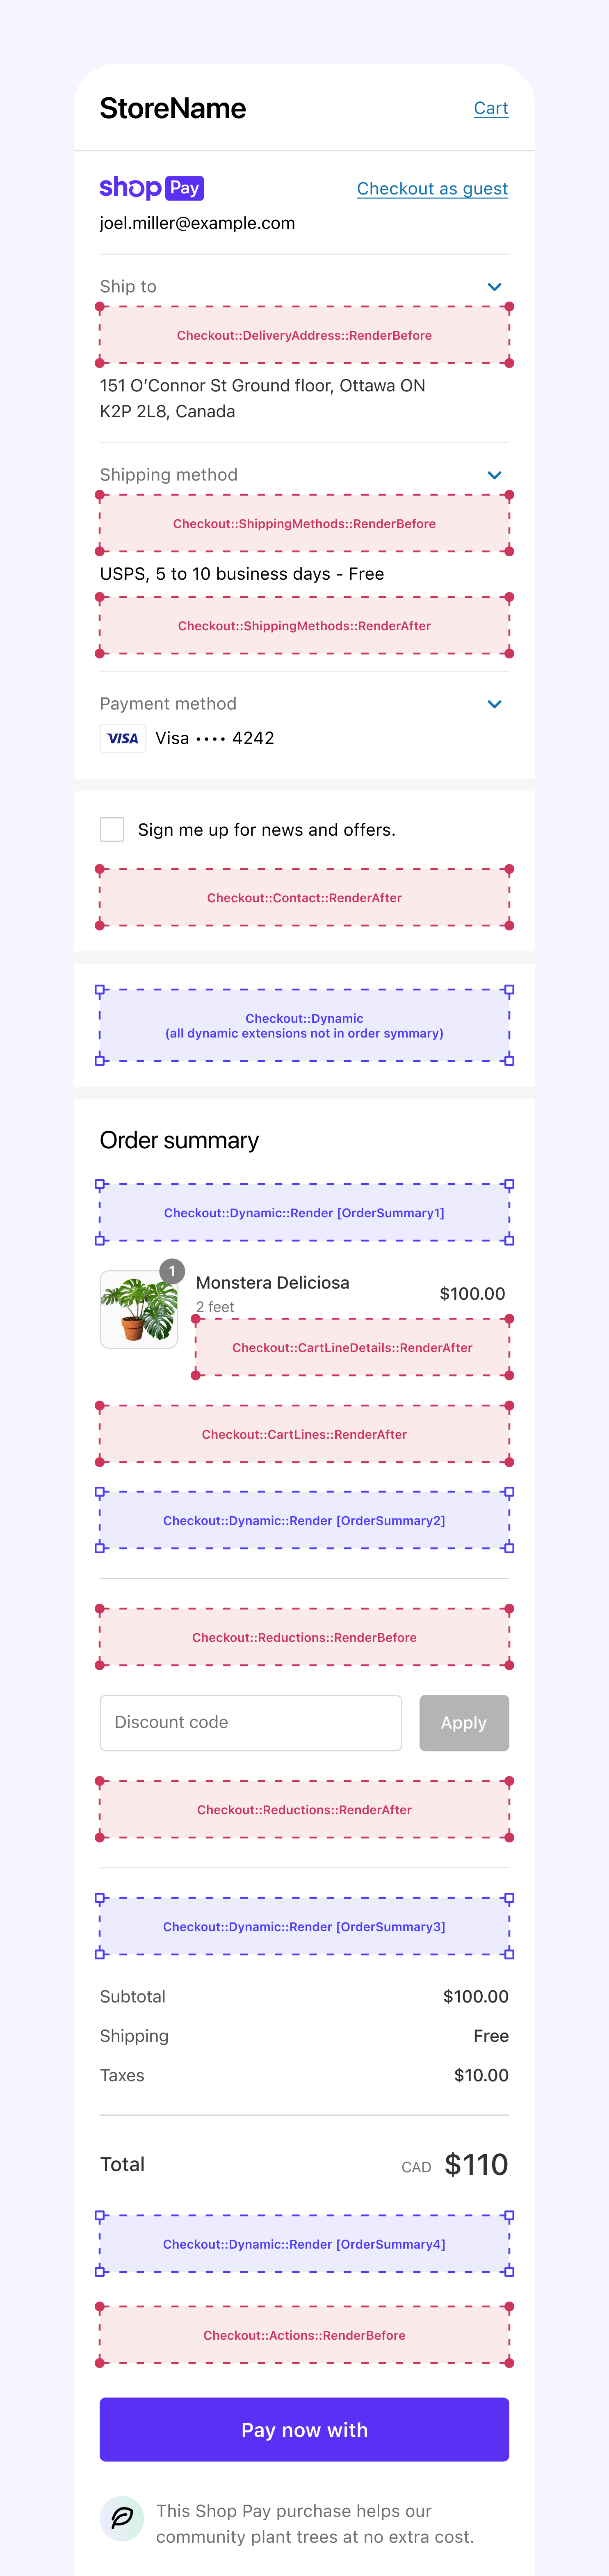 StoreName
Cart
shop Pay
Checkout as guest
joel.miller@example.com
Ship to
Checkout::DeliveryAddress::RenderBefore
151 O’Connor St Ground floor, Ottawa ON
K2P 2L8, Canada
Shipping method
Checkout::ShippingMethods::RenderBefore
USPS, 5 to 10 business days - Free
Checkout::ShippingMethods::RenderAfter
Payment method
VISA Visa •••• 4242
Sign me up for news and offers.
Checkout::Contact::RenderAfter
Checkout::Dynamic
(all dynamic extensions not in order symmary)
Order summary
Checkout::Dynamic::Render [OrderSummary1]
1
Monstera Deliciosa
$100.00
2 feet
Checkout::CartLineDetails::RenderAfter
Checkout::CartLines::RenderAfter
Checkout::Dynamic::Render [OrderSummary2]
Checkout::Reductions::RenderBefore
Discount code
Apply
Checkout::Reductions::RenderAfter
Checkout::Dynamic::Render [OrderSummary3]
Subtotal $100.00
Shipping Free
Taxes $10.00
Total CAD $110
Checkout::Dynamic::Render [OrderSummary4]
Checkout::Actions::RenderBefore
Pay now with
This Shop Pay purchase helps our
community plant trees at no extra cost.